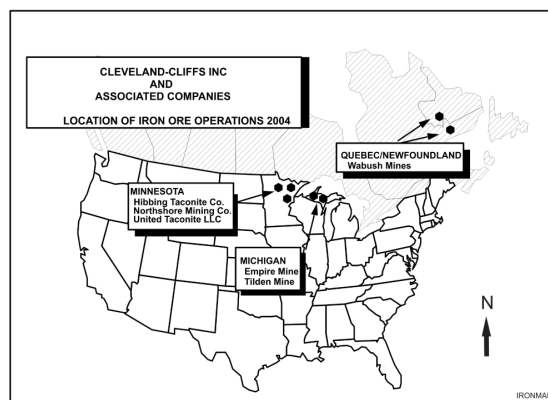 CLEVELAND-CLIFFS INC
AND
ASSOCIATED COMPANIES
LOCATION OF IRON ORE OPERATIONS 2004
QUEBEC/NEWFOUNDLAND
Wabush Mines
MINNESOTA
Hibbing Taconite Co.
Northshore Mining Co.
United Taconite LLC
MICHIGAN
Empire Mine
Tilden Mine
N